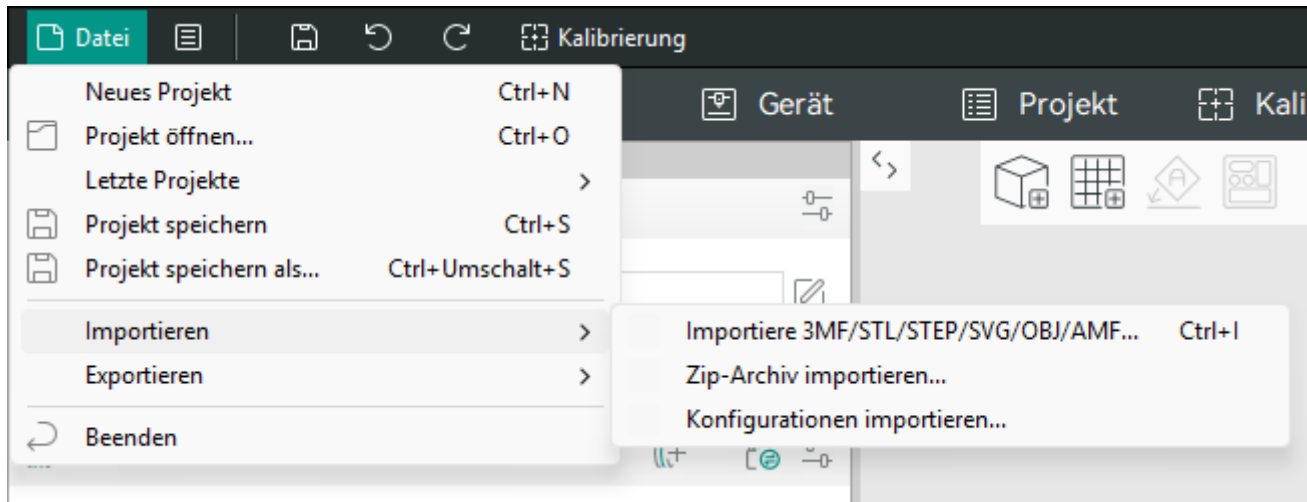 Datei Kalibrierung
Gerät Projekt Kali
Neues Projekt Ctrl+N
Projekt öffnen... Ctrl+O
Letzte Projekte
Projekt speichern Ctrl+S
Projekt speichern als... Ctrl+Umschalt+S
Importieren
Exportieren
Beenden
Importiere 3MF/STL/STEP/SVG/OBJ/AMF... Ctrl+I
Zip-Archiv importieren...
Konfigurationen importieren...